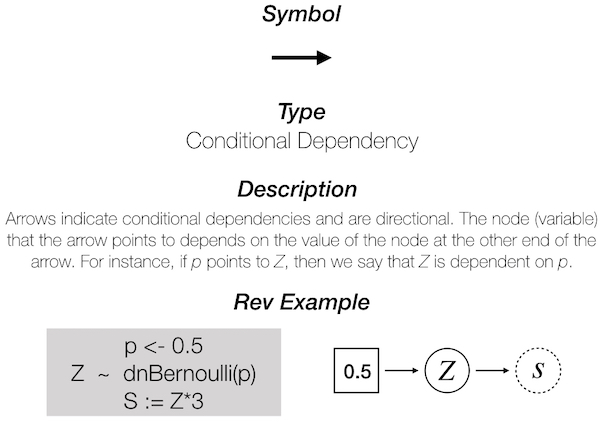 Symbol
Type
Conditional Dependency
Description
Arrows indicate conditional dependencies and are directional. The node (variable)
that the arrow points to depends on the value of the node at the other end of the
arrow. For instance, if p points to Z, then we say that Z is dependent on p.
Rev Example
p <- 0.5
Z ~ dnBernoulli(p)
S := Z*3
0.5
Z
s